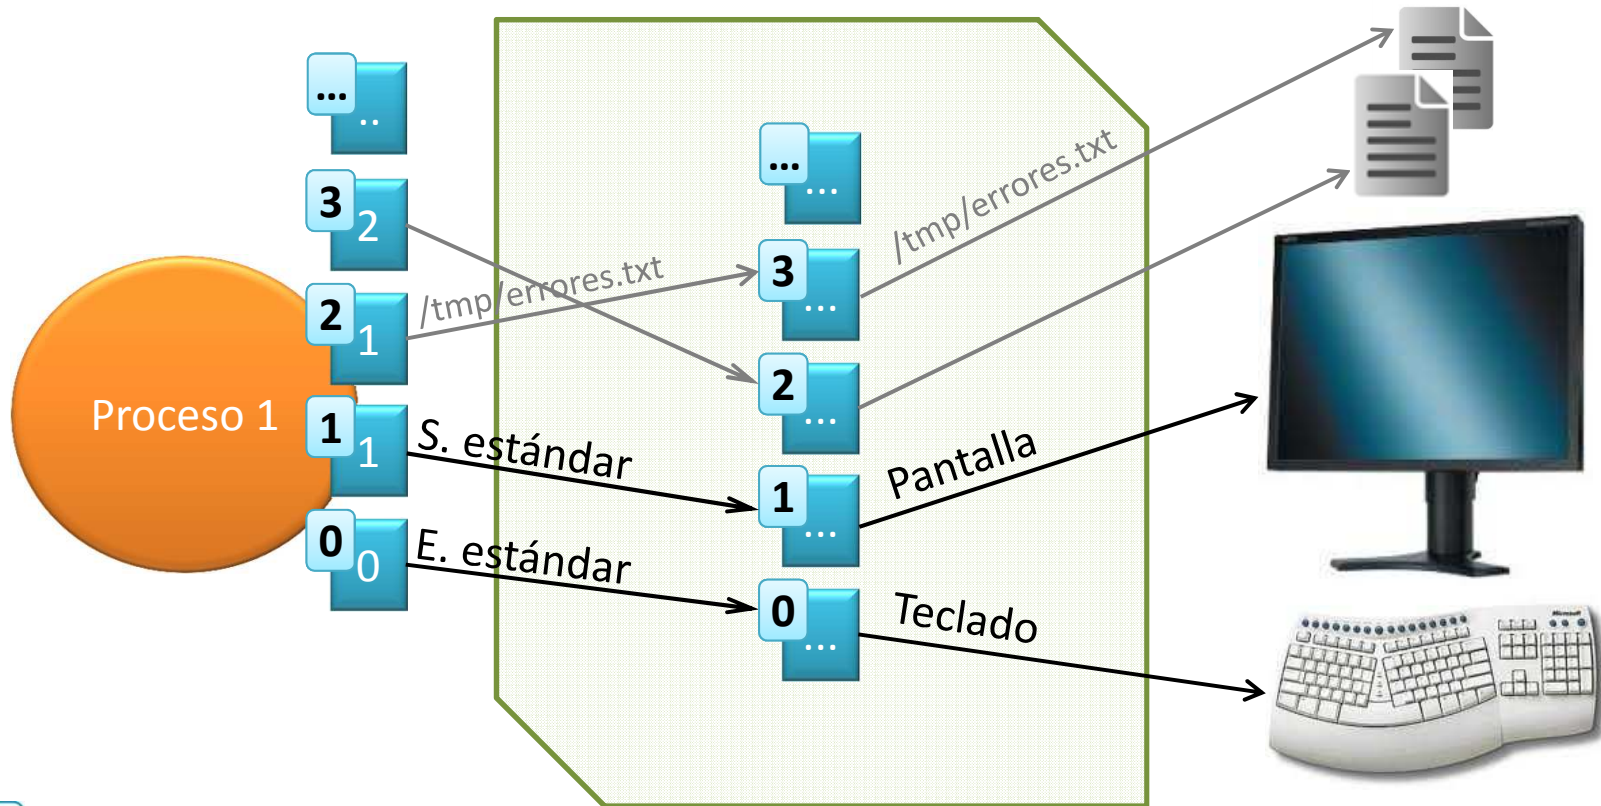 ...
..
3
2
/tmp/errores.txt
2
1
Proceso 1
1
1
S. estándar
0
0
E. estándar
...
...
3
...
/tmp/errores.txt
2
...
1
...
Pantalla
0
...
Teclado
Microsoft